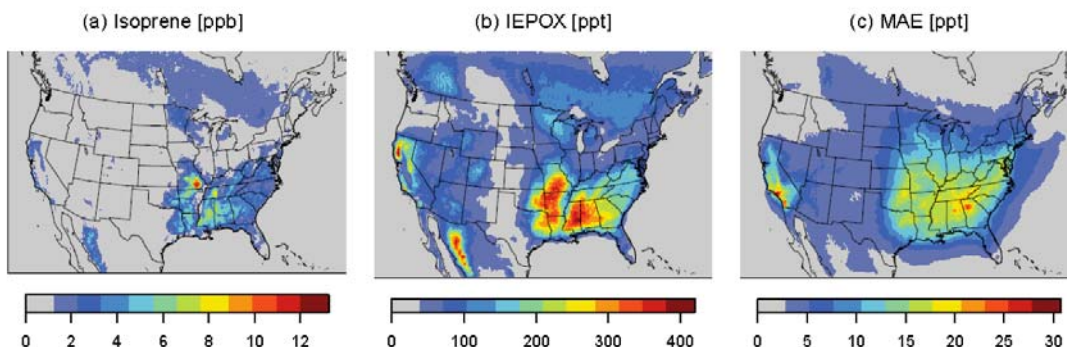 (a) Isoprene [ppb]
(b) IEPOX [ppt]
(c) MAE [ppt]
0 2 4 6 8 10 12
0 100 200 300 400
0 5 10 15 20 25 30